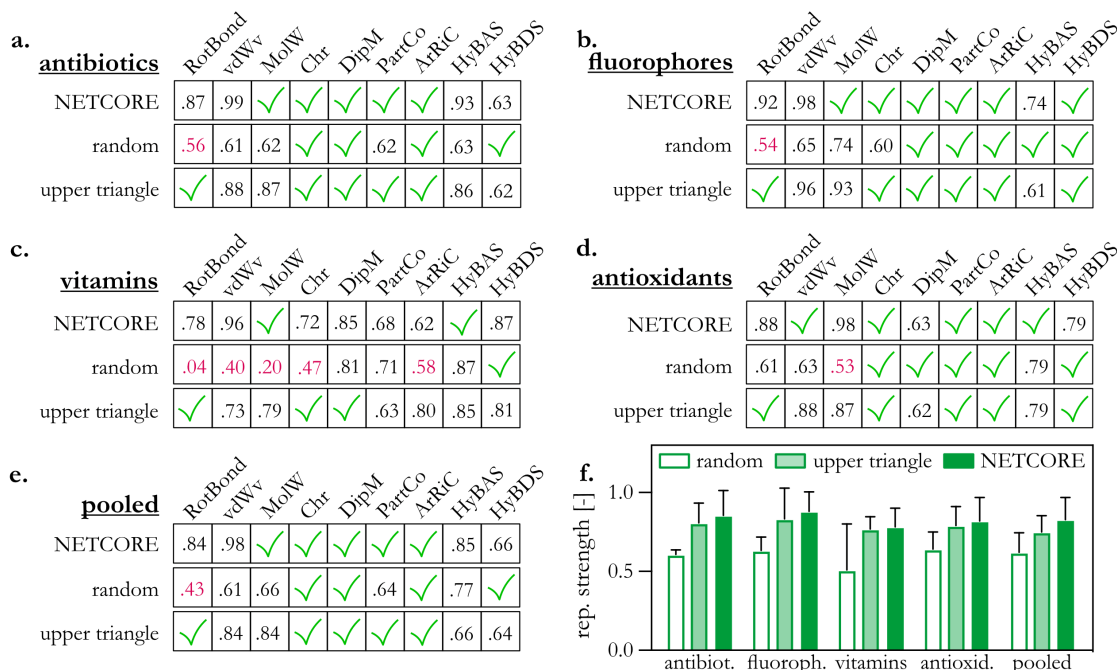 a.
antibiotics
RotBond vdWv MolW Chr DipM PartCo ArRiC HyBAS HyBDS
NETCORE .87 .99 ✓ ✓ ✓ ✓ ✓ .93 .63
random .56 .61 .62 ✓ ✓ .62 ✓ .63 ✓
upper triangle ✓ .88 .87 ✓ ✓ ✓ ✓ .86 .62
b.
fluorophores
RotBond vdWv MolW Chr DipM PartCo ArRiC HyBAS HyBDS
NETCORE .92 .98 ✓ ✓ ✓ ✓ ✓ .74 ✓
random .54 .65 .74 .60 ✓ ✓ ✓ ✓ ✓
upper triangle ✓ .96 .93 ✓ ✓ ✓ ✓ .61 ✓
c.
vitamins
RotBond vdWv MolW Chr DipM PartCo ArRiC HyBAS HyBDS
NETCORE .78 .96 ✓ .72 .85 .68 .62 ✓ .87
random .04 .40 .20 .47 .81 .71 .58 .87 ✓
upper triangle ✓ .73 .79 ✓ ✓ .63 .80 .85 .81
d.
antioxidants
RotBond vdWv MolW Chr DipM PartCo ArRiC HyBAS HyBDS
NETCORE .88 ✓ .98 ✓ .63 ✓ ✓ ✓ .79
random .61 .63 .53 ✓ ✓ ✓ ✓ .79 ✓
upper triangle ✓ .88 .87 ✓ .62 ✓ ✓ .79 ✓
e.
pooled
RotBond vdWv MolW Chr DipM PartCo ArRiC HyBAS HyBDS
NETCORE .84 .98 ✓ ✓ ✓ ✓ ✓ .85 .66
random .43 .61 .66 ✓ ✓ .64 ✓ .77 ✓
upper triangle ✓ .84 .84 ✓ ✓ ✓ ✓ .66 .64
f.
random upper triangle NETCORE
rep. strength [-]
1.0
0.5
0.0
antibiot. fluoroph. vitamins antioxid. pooled